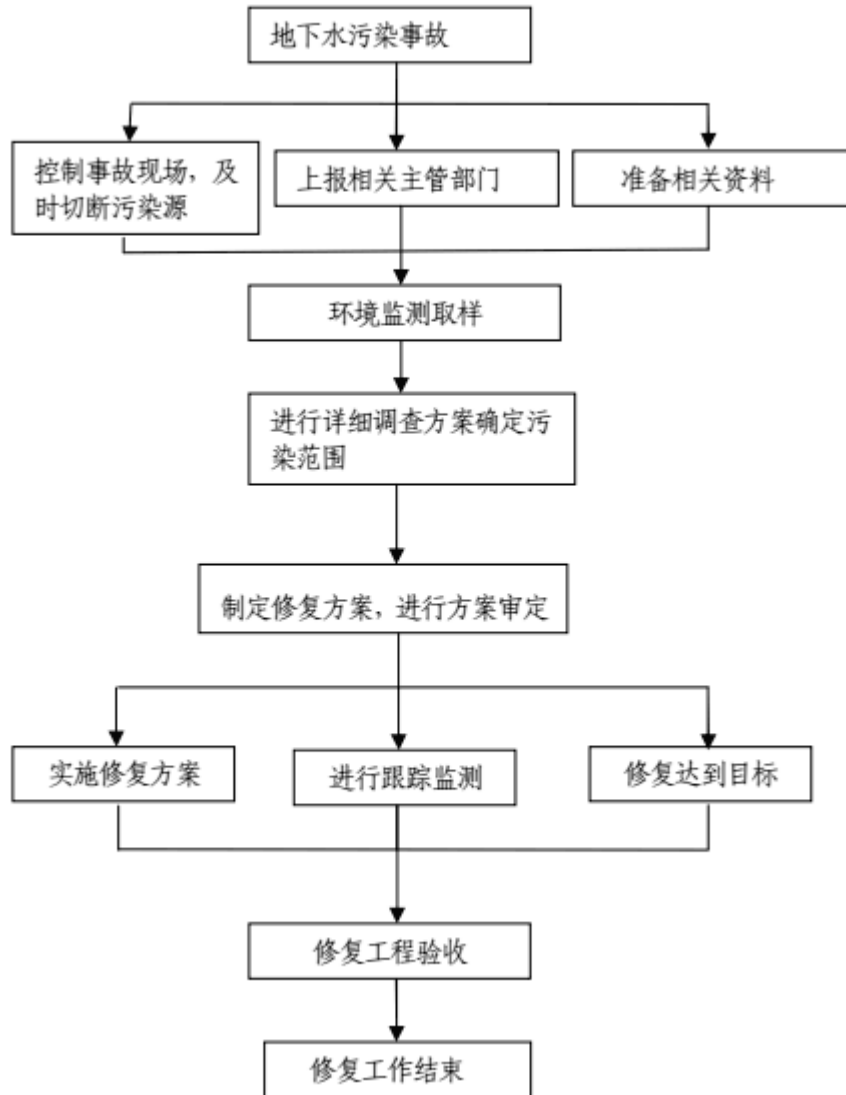 地下水污染事故
控制事故现场，及
时切断污染源
上报相关主管部门
准备相关资料
环境监测取样
进行详细调查方案确定污
染范围
制定修复方案，进行方案审定
实施修复方案
进行跟踪监测
修复达到目标
修复工程验收
修复工作结束